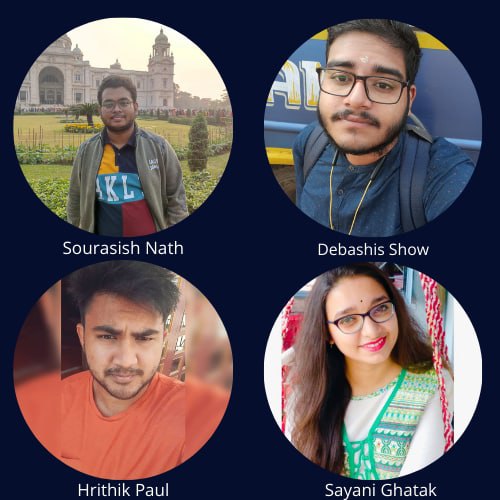 AKL
Sourasish Nath
Debashis Show
Hrithik Paul
Sayani Ghatak